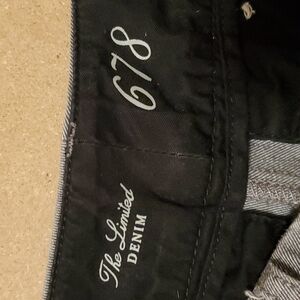 678
The Limited
DENIM